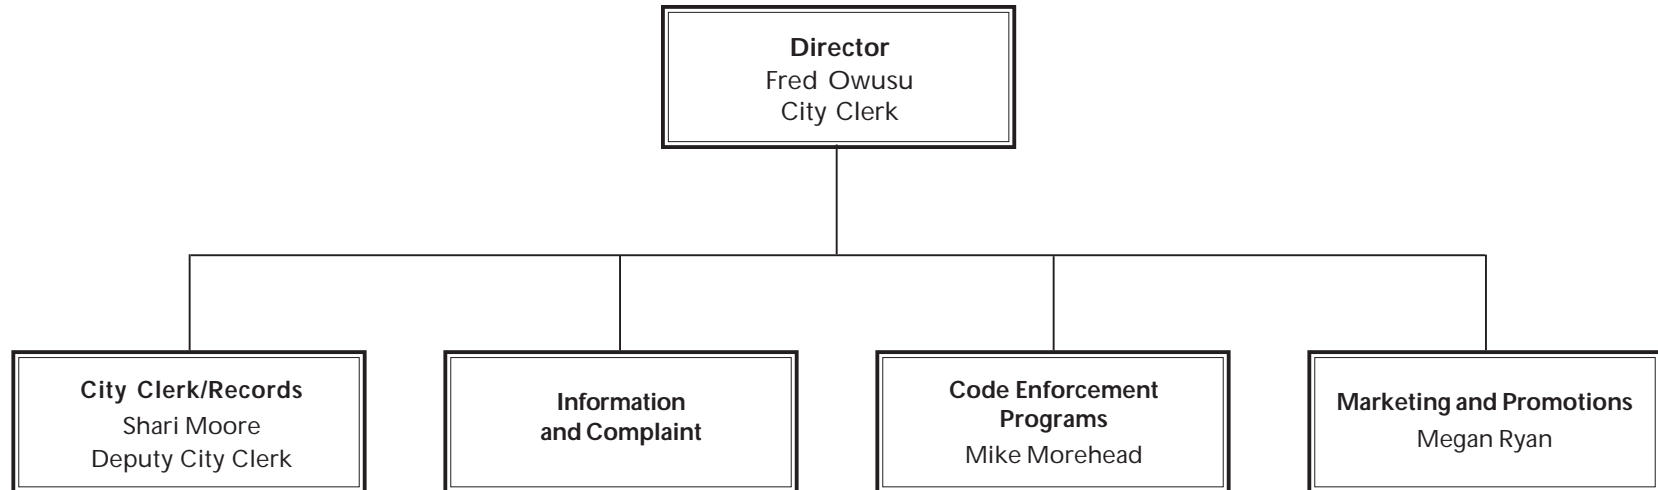 Director
Fred Owusu
City Clerk
City Clerk/Records
Shari Moore
Deputy City Clerk
Information
and Complaint
Code Enforcement
Programs
Mike Morehead
Marketing and Promotions
Megan Ryan